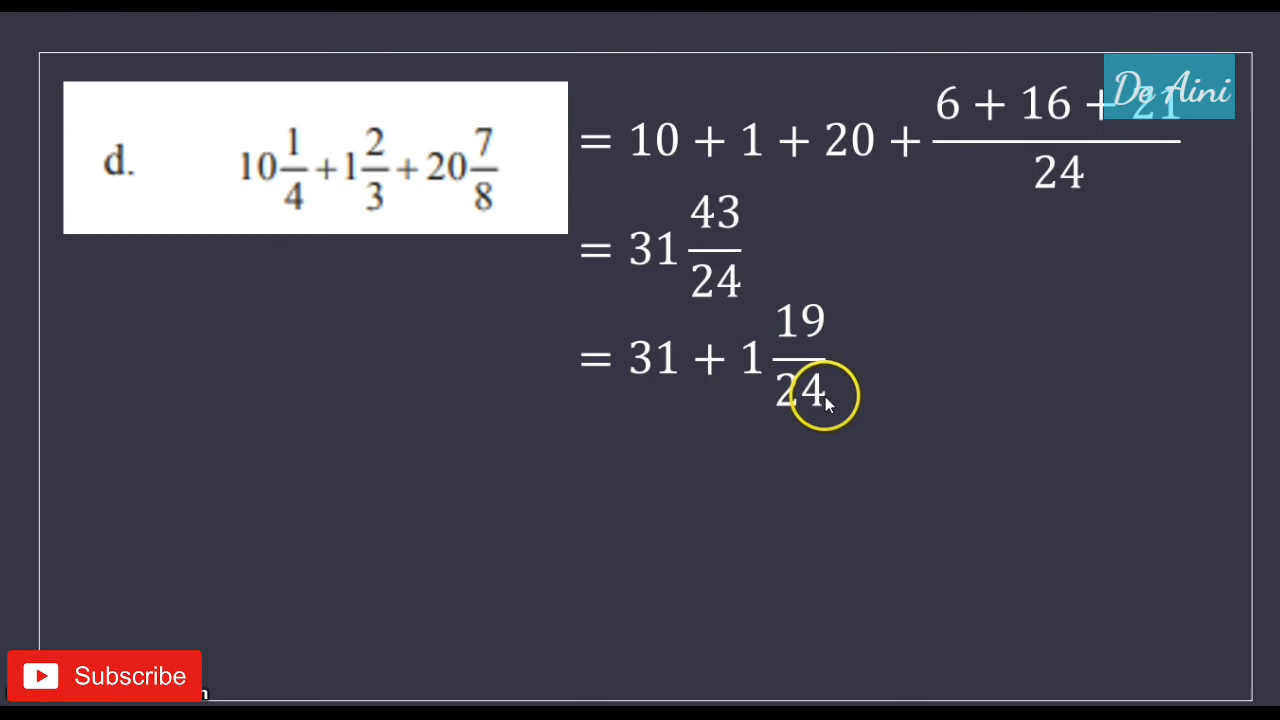 De Aini
d. 10 1/4 + 1 2/3 + 20 7/8
= 10 + 1 + 20 + (6 + 16 + 21)/24
= 31 43/24
= 31 + 1 19/24
Subscribe